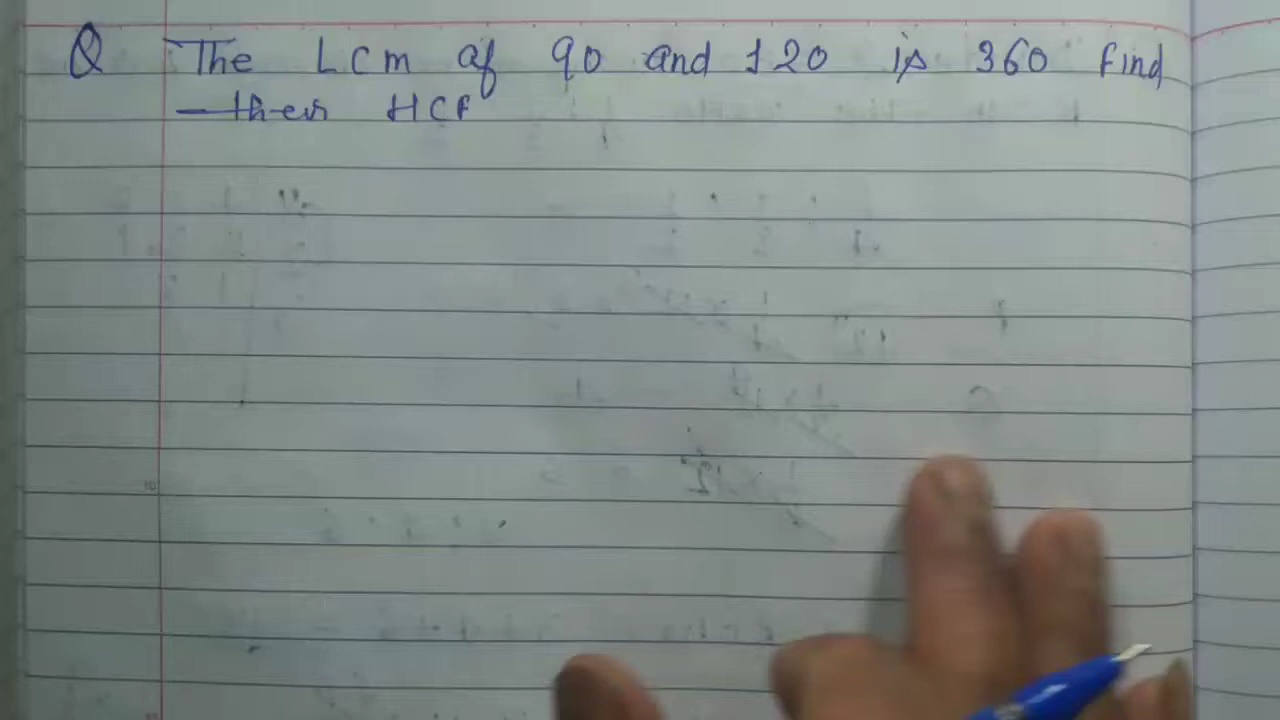 Q The Lcm of 90 and 120 is 360 find
their HCF